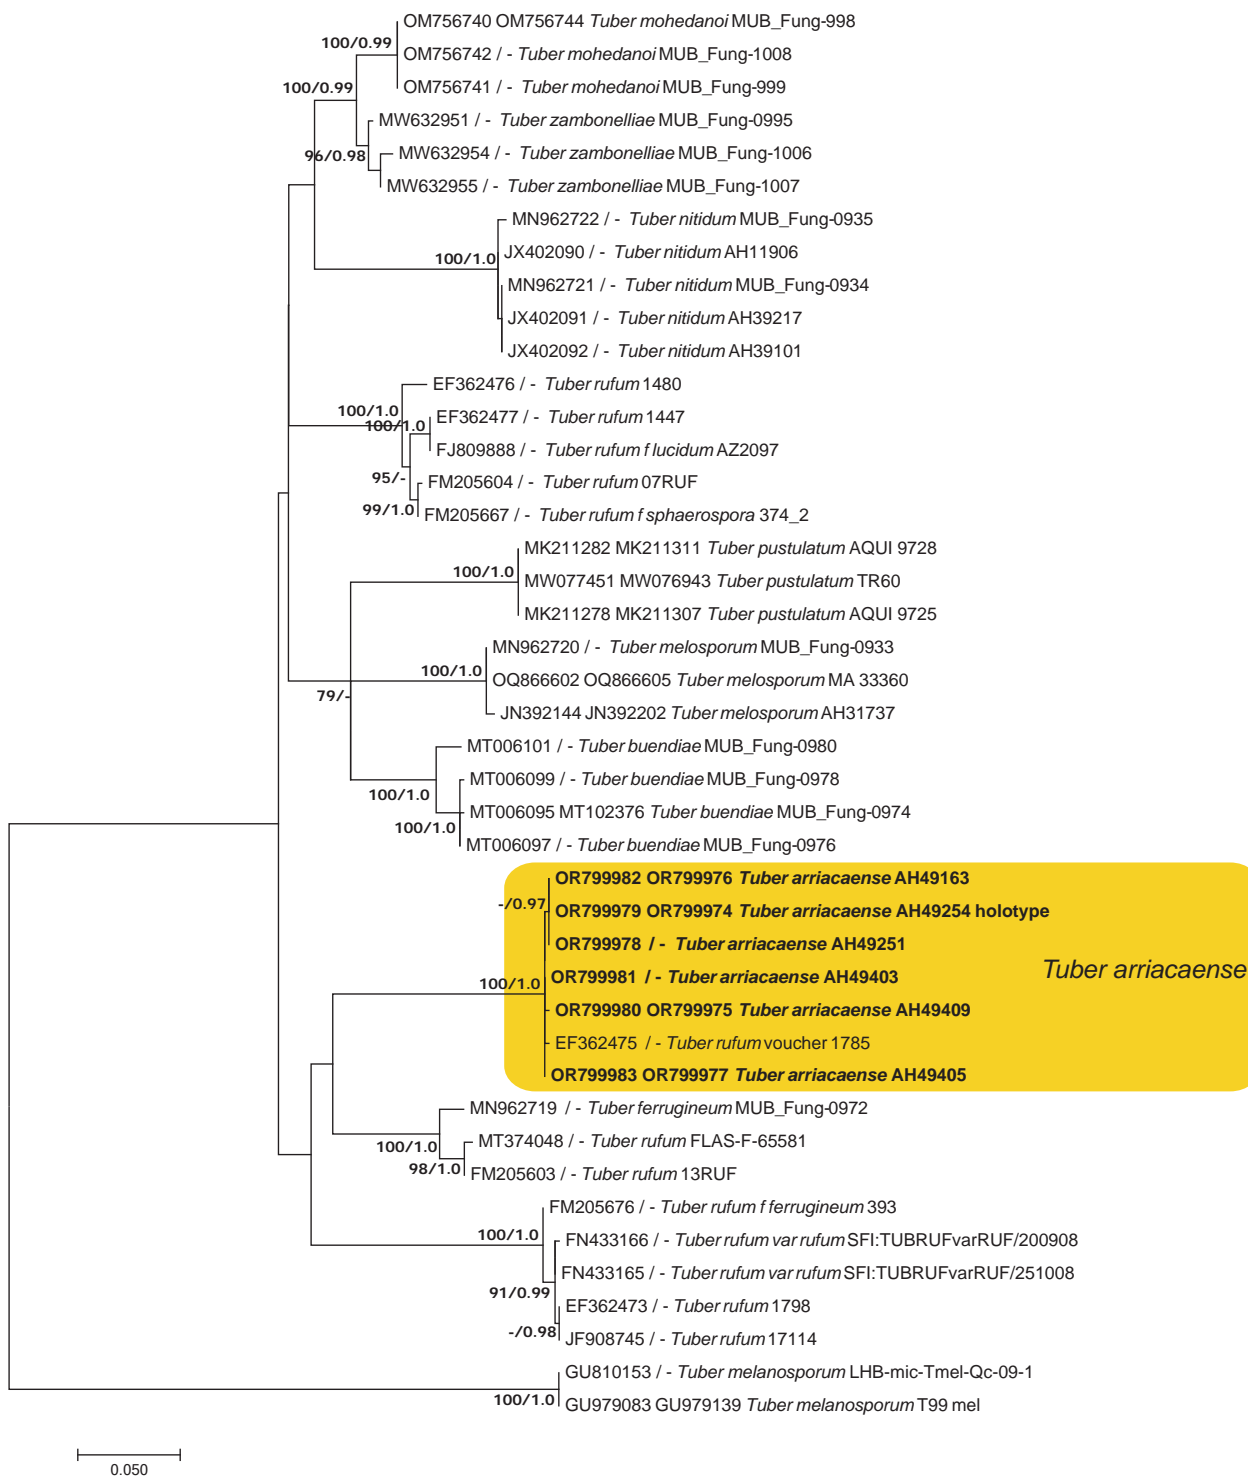 OM756740 OM756744 Tuber mohedanoi MUB_Fung-998
100/0.99
OM756742 / - Tuber mohedanoi MUB_Fung-1008
OM756741 / - Tuber mohedanoi MUB_Fung-999
100/0.99
MW632951 / - Tuber zambonelliae MUB_Fung-0995
96/0.98
MW632954 / - Tuber zambonelliae MUB_Fung-1006
MW632955 / - Tuber zambonelliae MUB_Fung-1007
MN962722 / - Tuber nitidum MUB_Fung-0935
100/1.0
JX402090 / - Tuber nitidum AH11906
MN962721 / - Tuber nitidum MUB_Fung-0934
JX402091 / - Tuber nitidum AH39217
JX402092 / - Tuber nitidum AH39101
EF362476 / - Tuber rufum 1480
100/1.0
EF362477 / - Tuber rufum 1447
100/1.0
FJ809888 / - Tuber rufum f lucidum AZ2097
95/-
FM205604 / - Tuber rufum 07RUF
99/1.0
FM205667 / - Tuber rufum f sphaerospora 374_2
MK211282 MK211311 Tuber pustulatum AQUI 9728
100/1.0
MW077451 MW076943 Tuber pustulatum TR60
MK211278 MK211307 Tuber pustulatum AQUI 9725
MN962720 / - Tuber melosporum MUB_Fung-0933
100/1.0
OQ866602 OQ866605 Tuber melosporum MA 33360
79/-
JN392144 JN392202 Tuber melosporum AH31737
MT006101 / - Tuber buendiae MUB_Fung-0980
MT006099 / - Tuber buendiae MUB_Fung-0978
100/1.0
MT006095 MT102376 Tuber buendiae MUB_Fung-0974
100/1.0
MT006097 / - Tuber buendiae MUB_Fung-0976
OR799982 OR799976 Tuber arriacaense AH49163
-/0.97
OR799979 OR799974 Tuber arriacaense AH49254 holotype
OR799978 / - Tuber arriacaense AH49251
Tuber arriacaense
OR799981 / - Tuber arriacaense AH49403
100/1.0
OR799980 OR799975 Tuber arriacaense AH49409
EF362475 / - Tuber rufum voucher 1785
OR799983 OR799977 Tuber arriacaense AH49405
MN962719 / - Tuber ferrugineum MUB_Fung-0972
100/1.0
MT374048 / - Tuber rufum FLAS-F-65581
98/1.0
FM205603 / - Tuber rufum 13RUF
FM205676 / - Tuber rufum f ferrugineum 393
100/1.0
FN433166 / - Tuber rufum var rufum SFI:TUBRUFvarRUF/200908
FN433165 / - Tuber rufum var rufum SFI:TUBRUFvarRUF/251008
91/0.99
EF362473 / - Tuber rufum 1798
-/0.98
JF908745 / - Tuber rufum 17114
GU810153 / - Tuber melanosporum LHB-mic-Tmel-Qc-09-1
100/1.0
GU979083 GU979139 Tuber melanosporum T99 mel
0.050